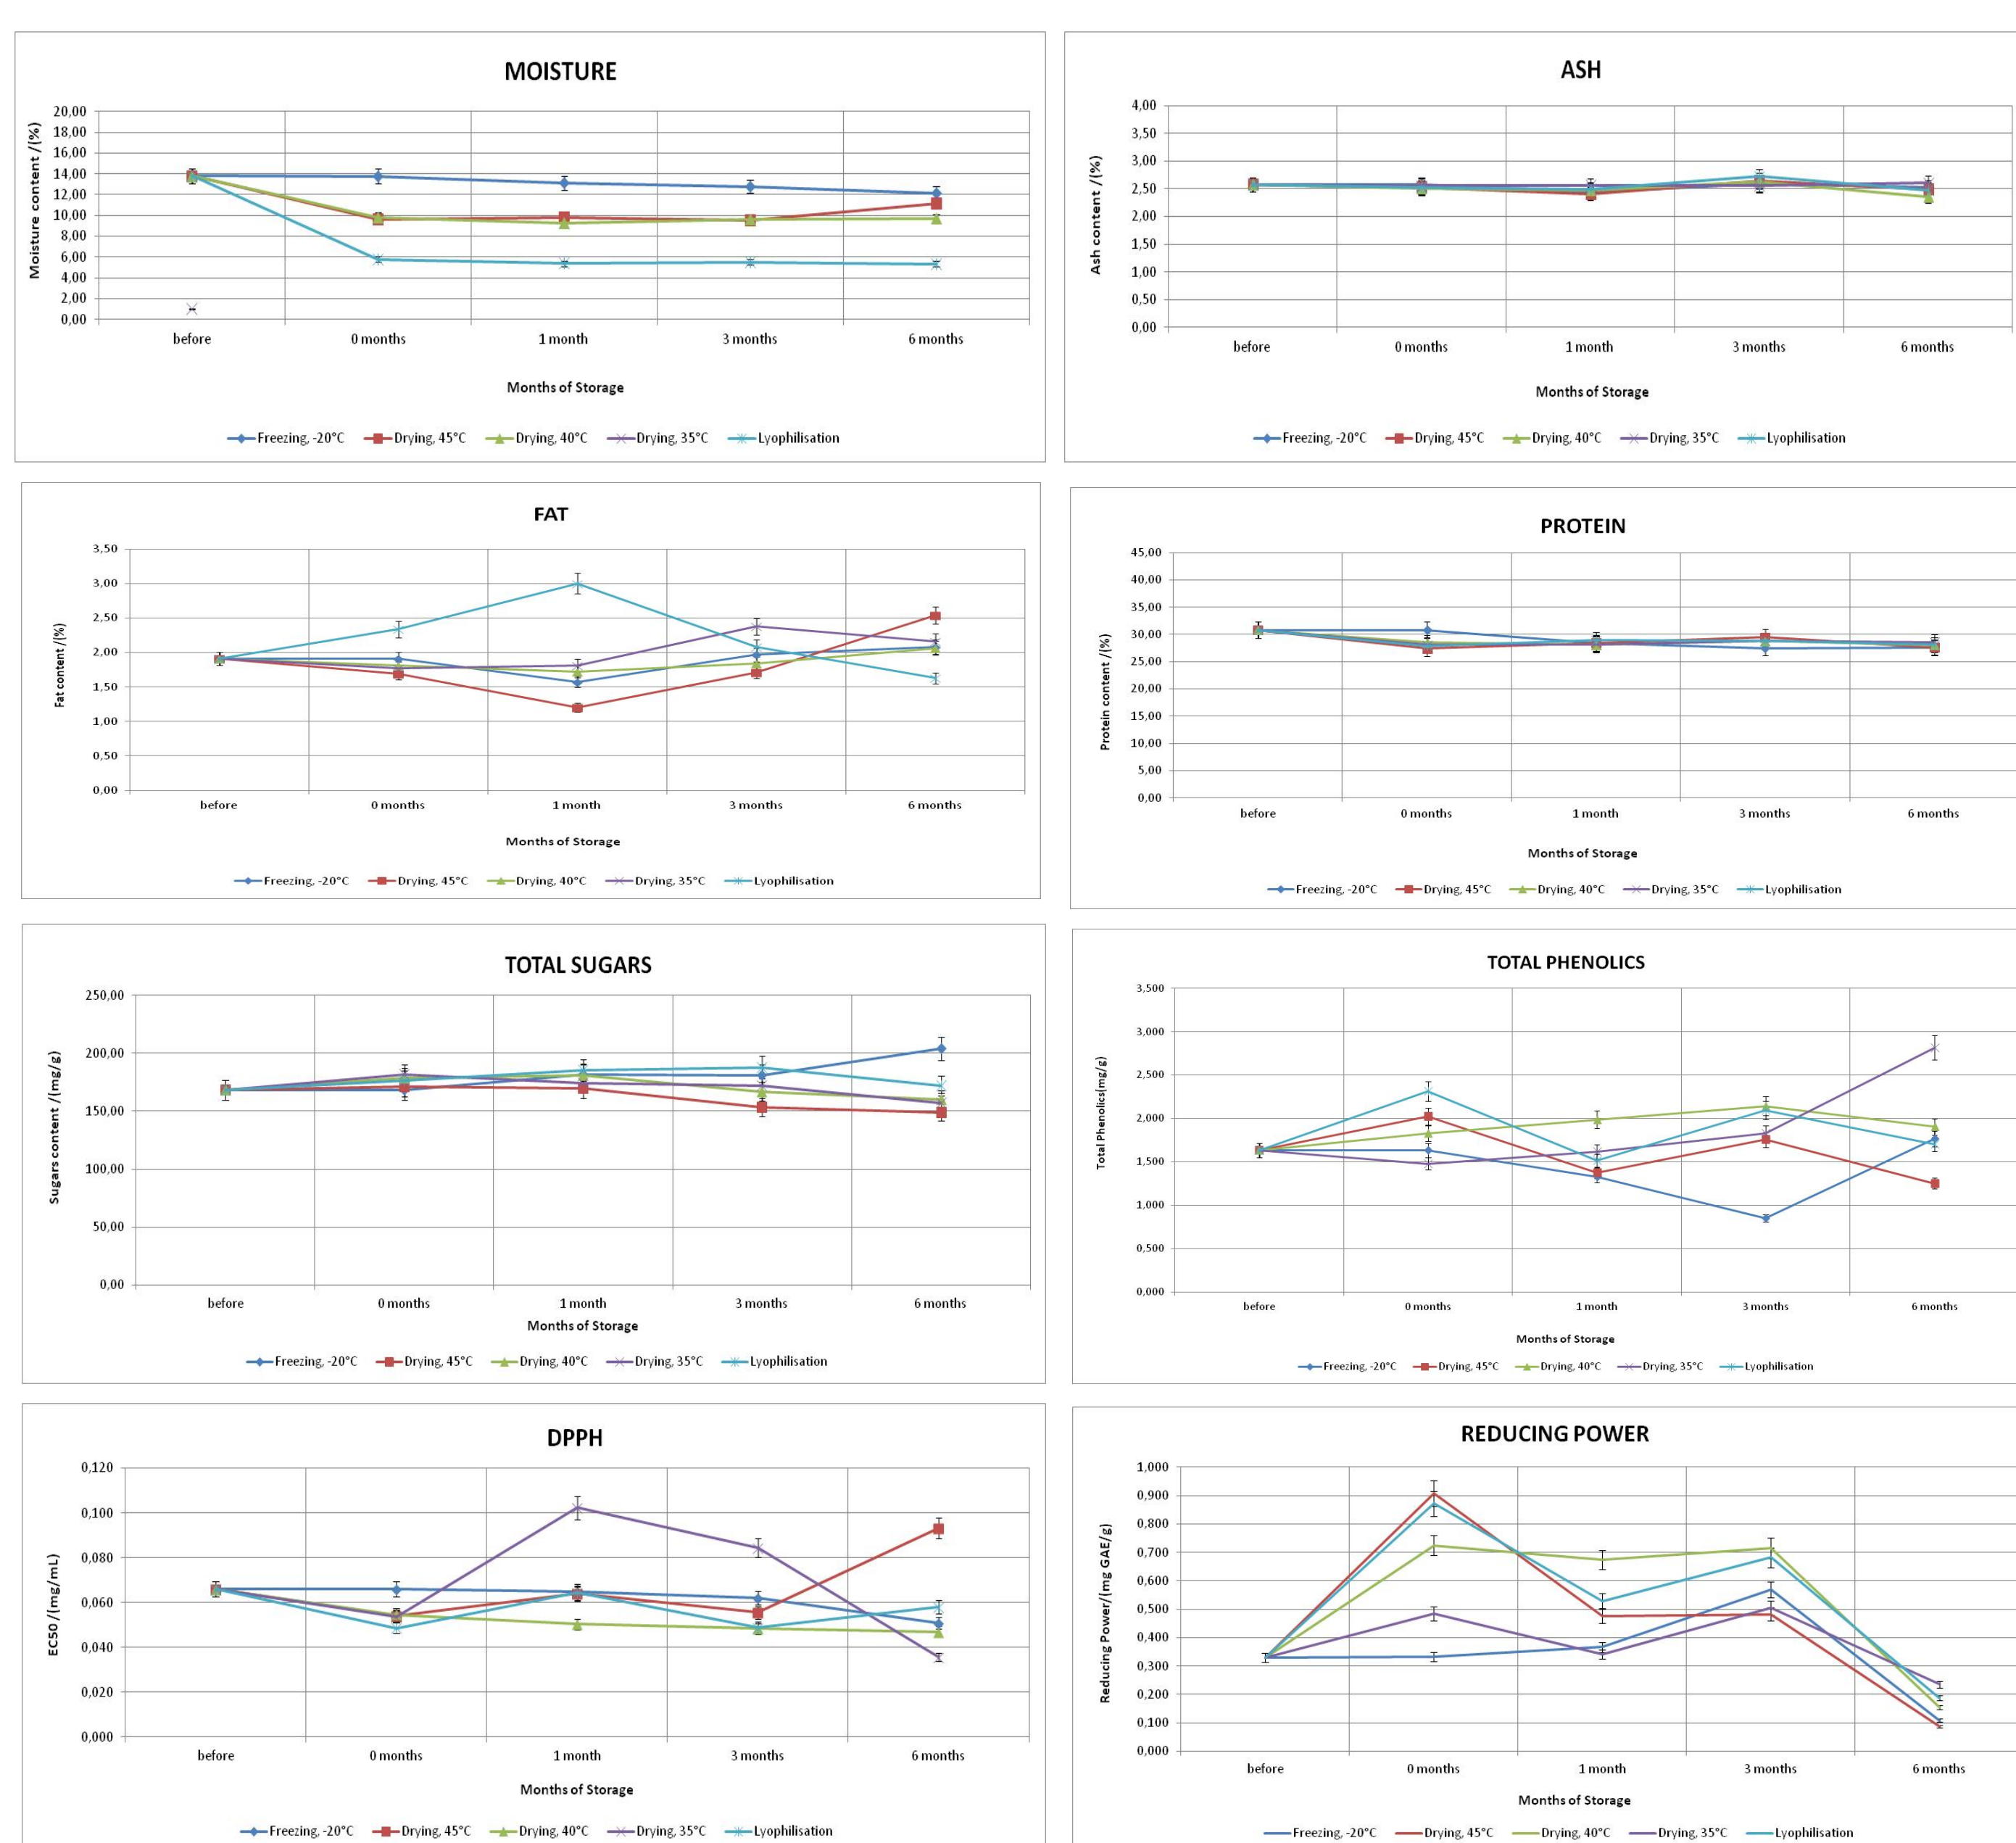 MOISTURE
Moisture content /(%)
20,00
18,00
16,00
14,00
12,00
10,00
8,00
6,00
4,00
2,00
0,00
before 0 months 1 month 3 months 6 months
Months of Storage
Freezing, -20°C Drying, 45°C Drying, 40°C Drying, 35°C Lyophilisation
ASH
Ash content /(%)
4,00
3,50
3,00
2,50
2,00
1,50
1,00
0,50
0,00
before 0 months 1 month 3 months 6 months
Months of Storage
Freezing, -20°C Drying, 45°C Drying, 40°C Drying, 35°C Lyophilisation
FAT
Fat content /(%)
3,50
3,00
2,50
2,00
1,50
1,00
0,50
0,00
before 0 months 1 month 3 months 6 months
Months of Storage
Freezing, -20°C Drying, 45°C Drying, 40°C Drying, 35°C Lyophilisation
PROTEIN
Protein content /(%)
45,00
40,00
35,00
30,00
25,00
20,00
15,00
10,00
5,00
0,00
before 0 months 1 month 3 months 6 months
Months of Storage
Freezing, -20°C Drying, 45°C Drying, 40°C Drying, 35°C Lyophilisation
TOTAL SUGARS
Sugars content /(mg/g)
250,00
200,00
150,00
100,00
50,00
0,00
before 0 months 1 month 3 months 6 months
Months of Storage
Freezing, -20°C Drying, 45°C Drying, 40°C Drying, 35°C Lyophilisation
TOTAL PHENOLICS
Total Phenolics(mg/g)
3,500
3,000
2,500
2,000
1,500
1,000
0,500
0,000
before 0 months 1 month 3 months 6 months
Months of Storage
Freezing, -20°C Drying, 45°C Drying, 40°C Drying, 35°C Lyophilisation
DPPH
EC50 /(mg/mL)
0,120
0,100
0,080
0,060
0,040
0,020
0,000
before 0 months 1 month 3 months 6 months
Months of Storage
Freezing, -20°C Drying, 45°C Drying, 40°C Drying, 35°C Lyophilisation
REDUCING POWER
Reducing Power/(mg GAE/g)
1,000
0,900
0,800
0,700
0,600
0,500
0,400
0,300
0,200
0,100
0,000
before 0 months 1 month 3 months 6 months
Months of Storage
Freezing, -20°C Drying, 45°C Drying, 40°C Drying, 35°C Lyophilisation